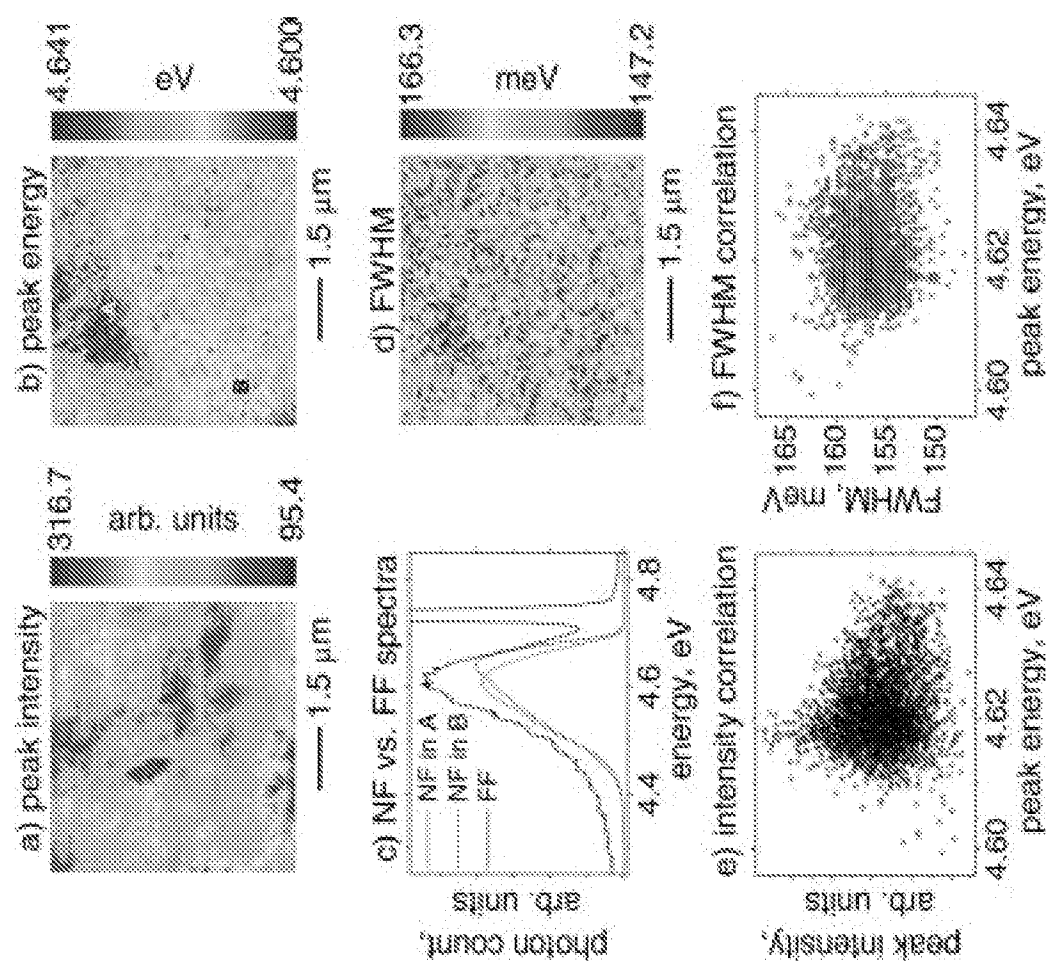 a) peak intensity
316.7
arb. units
95.4
1.5 μm
b) peak energy
4.641
eV
4.600
1.5 μm
c) NF vs. FF spectra
NF in A
NF in B
FF
photon count,
arb. units
4.4
4.6
4.8
energy, eV
d) FWHM
166.3
meV
147.2
1.5 μm
e) intensity correlation
peak intensity,
arb. units
4.60
4.62
4.64
peak energy, eV
f) FWHM correlation
FWHM, meV
165
160
155
150
4.60
4.62
4.64
peak energy, eV